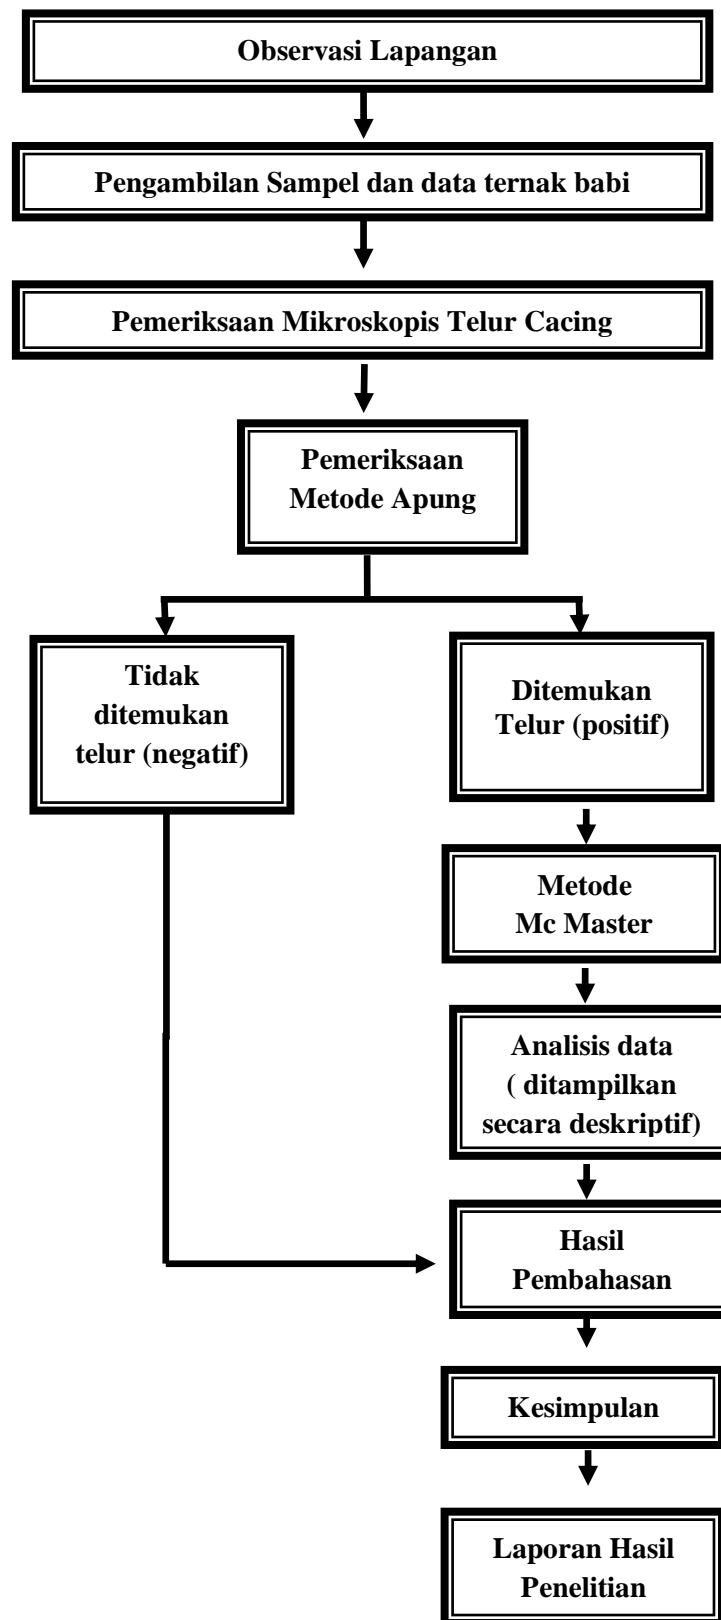 Observasi Lapangan
Pengambilan Sampel dan data ternak babi
Pemeriksaan Mikroskopis Telur Cacing
Pemeriksaan
Metode Apung
Tidak
ditemukan
telur (negatif)
Ditemukan
Telur (positif)
Metode
Mc Master
Analisis data
( ditampilkan
secara deskriptif)
Hasil
Pembahasan
Kesimpulan
Laporan Hasil
Penelitian